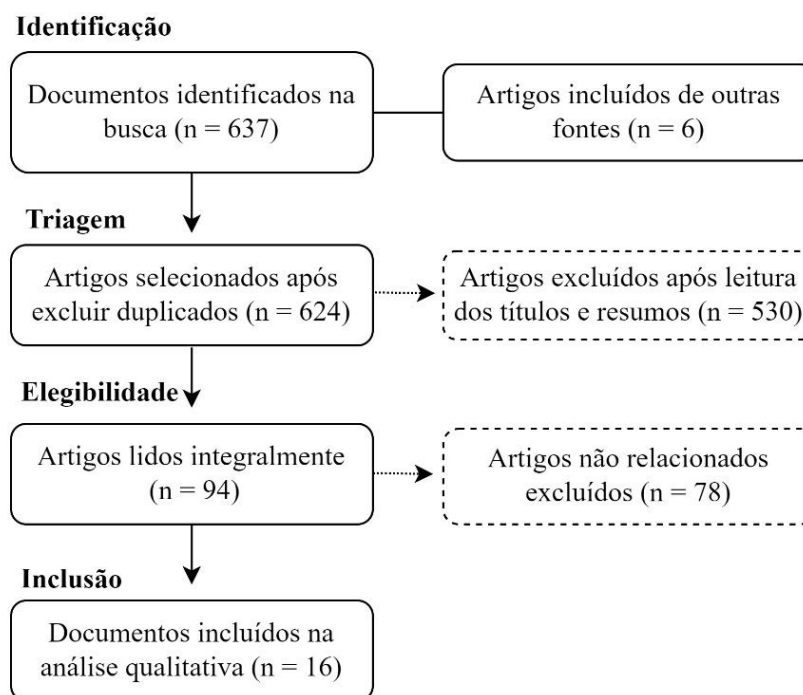 Identificação
Documentos identificados na
busca (n = 637)
Artigos incluídos de outras
fontes (n = 6)
Triagem
Artigos selecionados após
excluir duplicados (n = 624)
Artigos excluídos após leitura
dos títulos e resumos (n = 530)
Elegibilidade
Artigos lidos integralmente
(n = 94)
Artigos não relacionados
excluídos (n = 78)
Inclusão
Documentos incluídos na
análise qualitativa (n = 16)